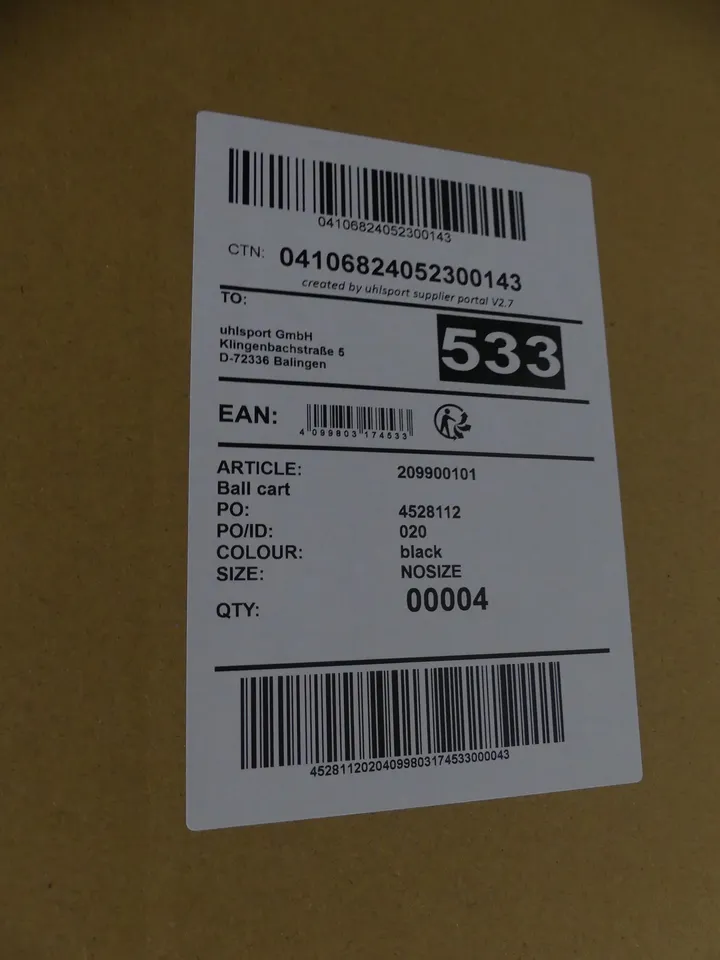 04106824052300143
CTN: 04106824052300143
created by uhlsport supplier portal V2.7
TO:
uhlsport GmbH
Klingenbachstraße 5
D-72336 Balingen
533
EAN: 4 099803 174533
ARTICLE: 209900101
Ball cart
PO: 4528112
PO/ID: 020
COLOUR: black
SIZE: NOSIZE
QTY: 00004
45281120204099803174533000043